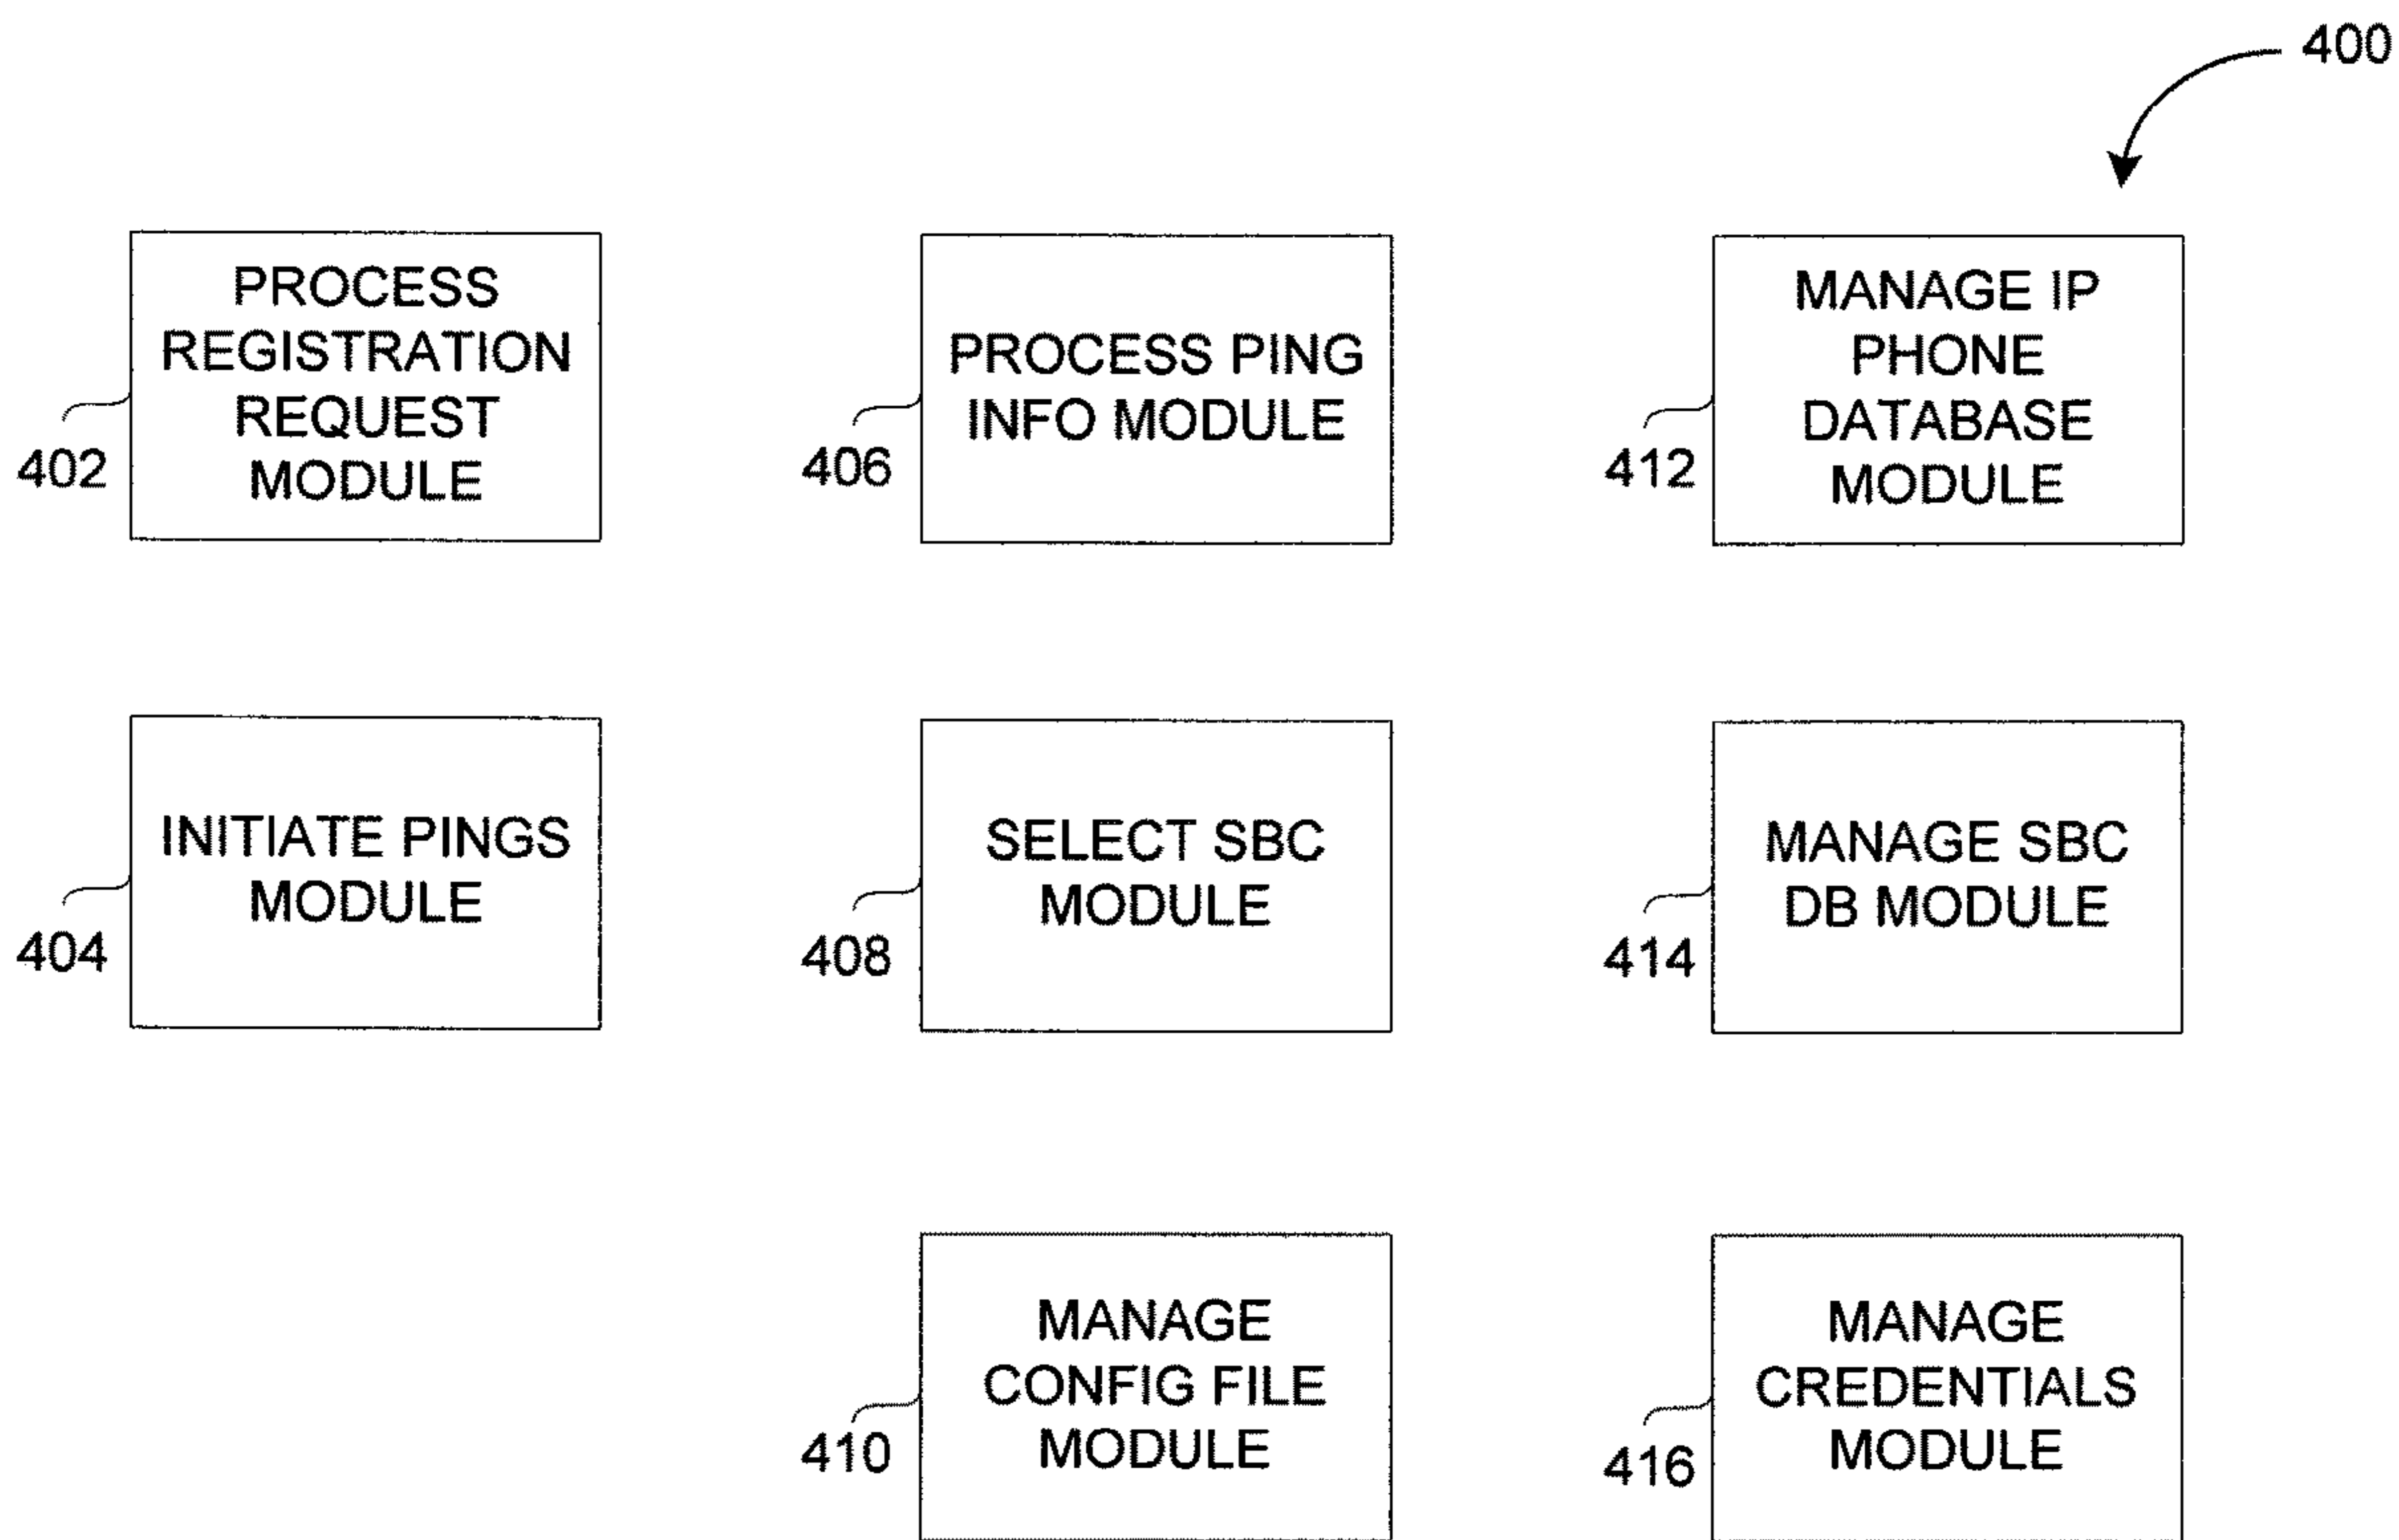 400
PROCESS
REGISTRATION
REQUEST
MODULE
402
PROCESS PING
INFO MODULE
406
MANAGE IP
PHONE
DATABASE
MODULE
412
INITIATE PINGS
MODULE
404
SELECT SBC
MODULE
408
MANAGE SBC
DB MODULE
414
MANAGE
CONFIG FILE
MODULE
410
MANAGE
CREDENTIALS
MODULE
416